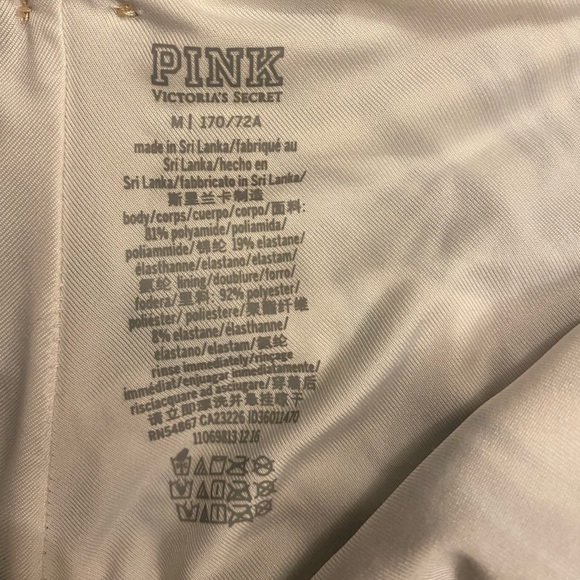 PINK
VICTORIA'S SECRET
M | 170/72A
made in Sri Lanka/fabriqué au
Sri Lanka/hecho en
Sri Lanka/fabbricato in Sri Lanka/
斯里兰卡制造
body/corps/cuerpo/corpo/面料:
81% polyamide/poliamida/
poliammide/锦纶 19% elastane/
élasthanne/elastano/elastam/
氨纶 lining/doublure/forro/
fodera/里料: 92% polyester/
poliéster/ poliestere/聚酯纤维
8% elastane/élasthanne/
elastano/elastam/氨纶
rinse immediately/rinçage
immédiat/enjuagar inmediatamente/
risciacquare ad asciugare/穿着后
请立即漂洗并悬挂晾干
RN54867 CA23226 ID36011470
11069813 12 16